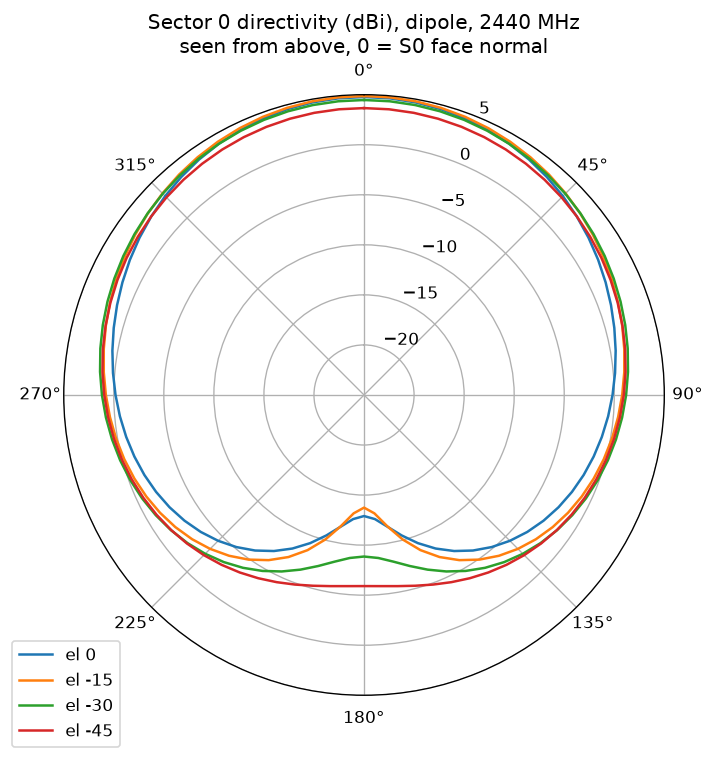 Sector 0 directivity (dBi), dipole, 2440 MHz
seen from above, 0 = S0 face normal
0°
5
315°
45°
0
−5
−10
−15
−20
270°
90°
225°
135°
180°
el 0
el -15
el -30
el -45